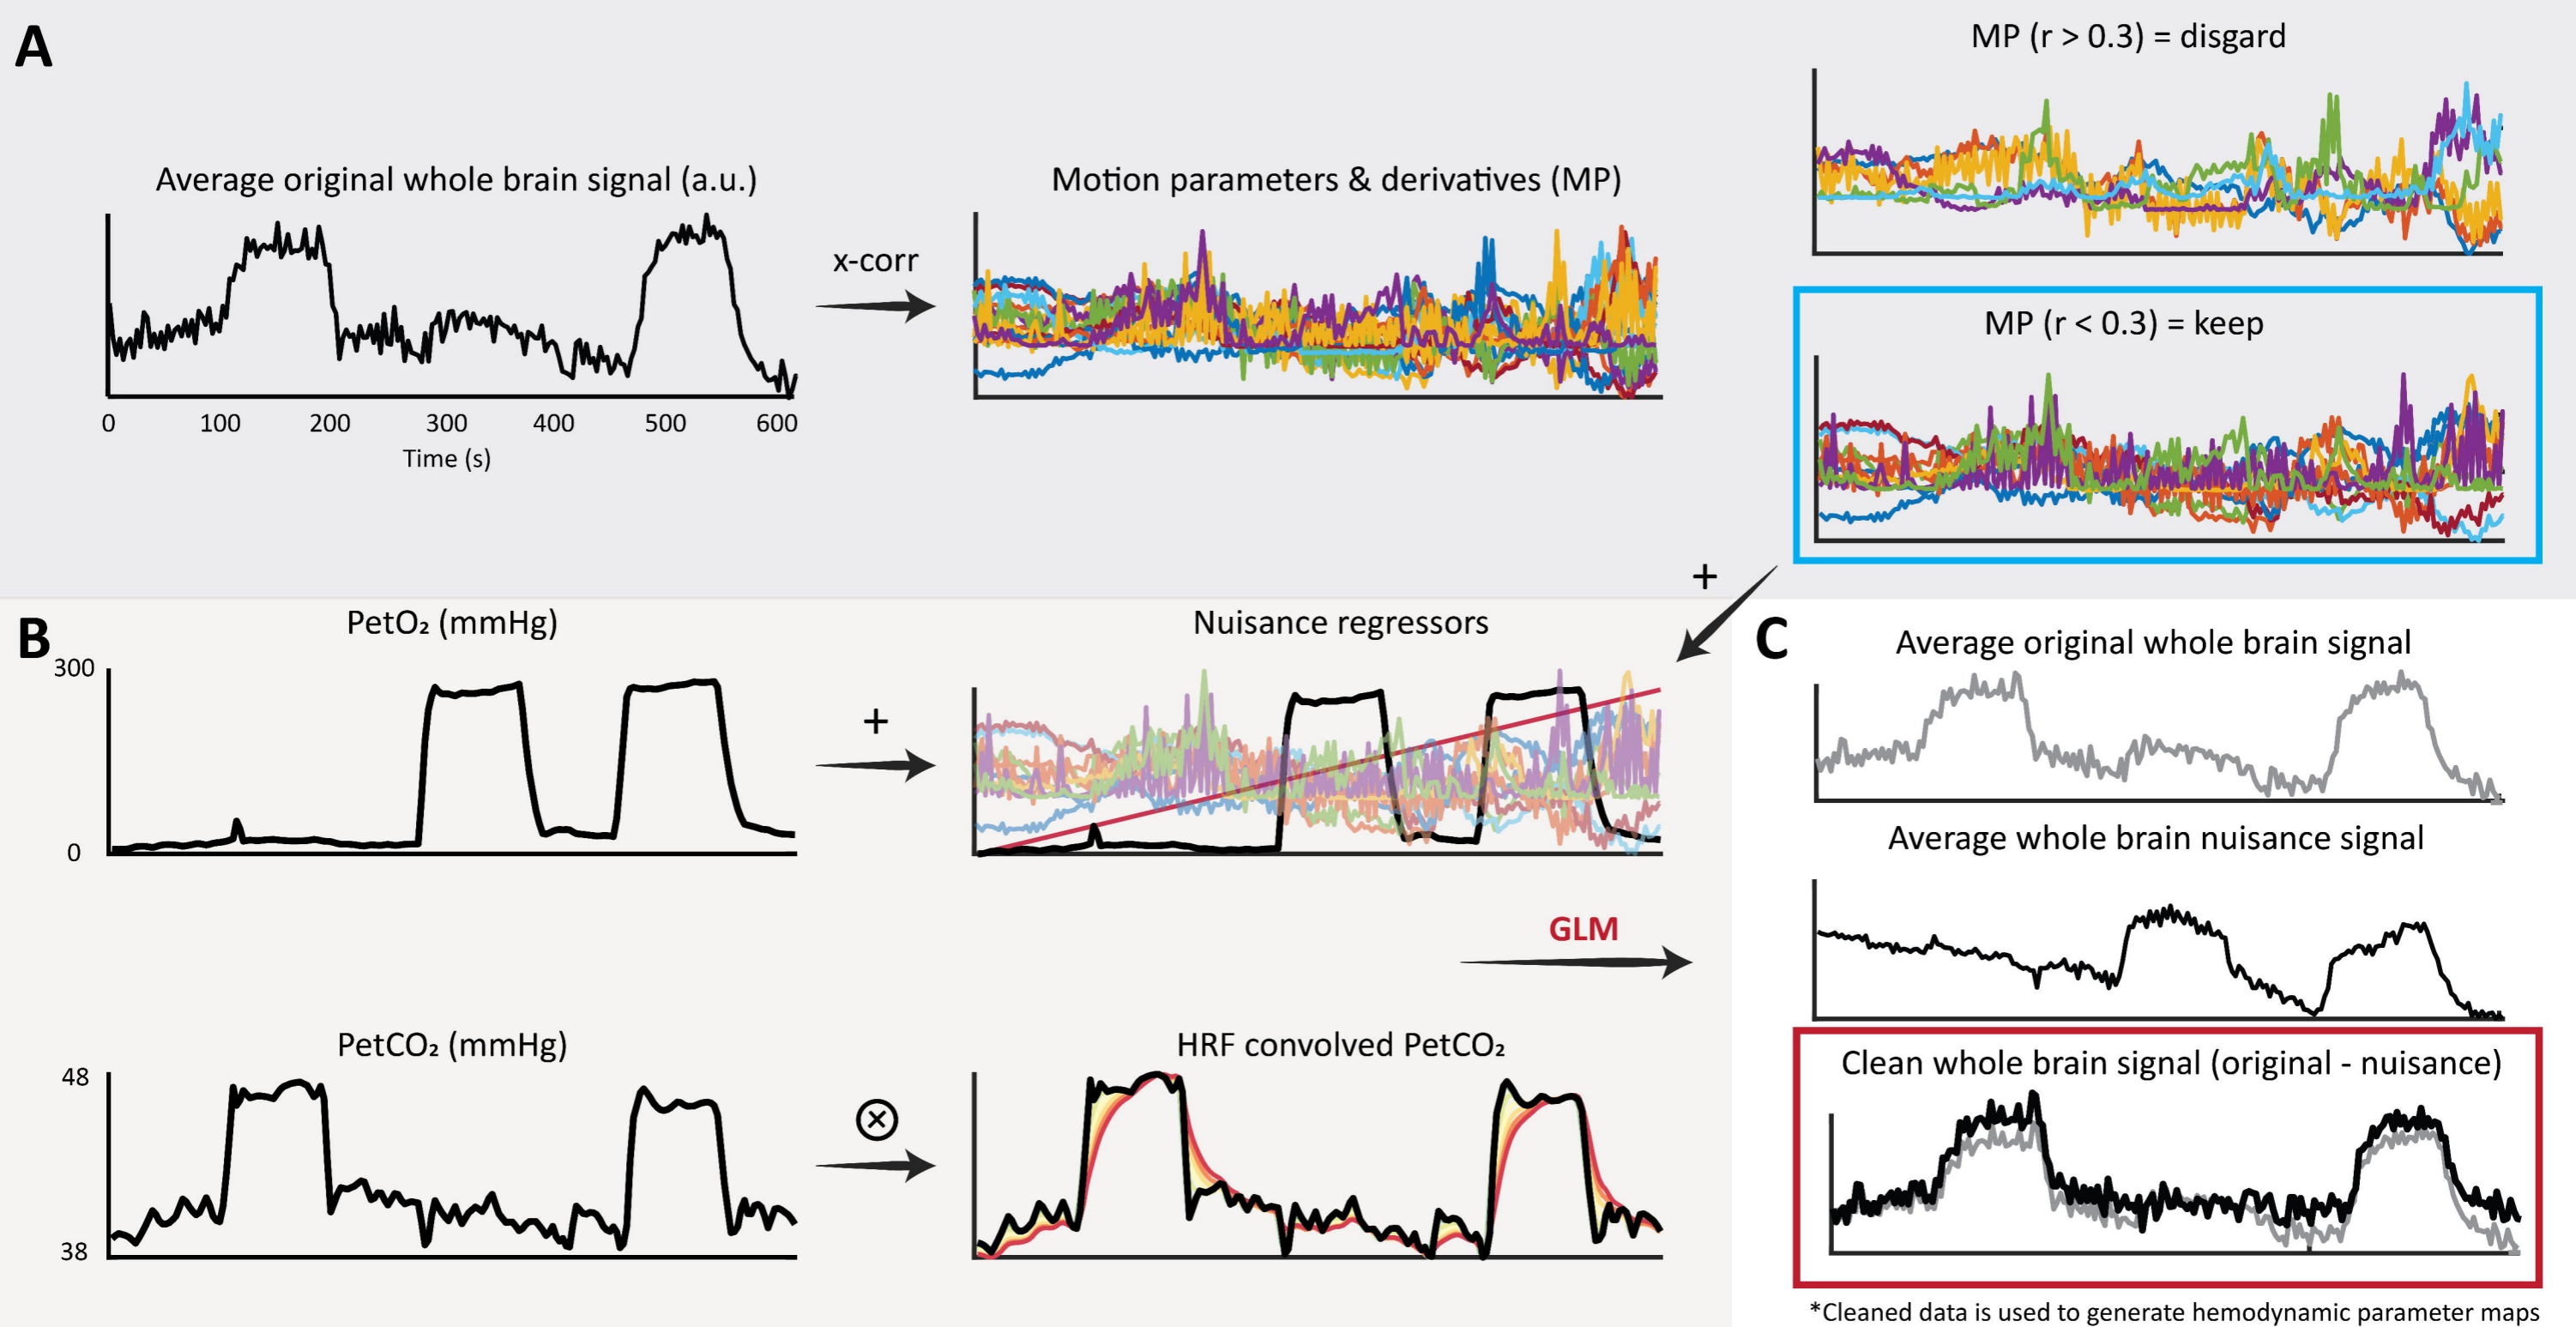 A
Average original whole brain signal (a.u.)
0 100 200 300 400 500 600
Time (s)
x-corr
Motion parameters & derivatives (MP)
MP (r > 0.3) = disgard
MP (r < 0.3) = keep
+
B
PetO₂ (mmHg)
300
0
+
Nuisance regressors
GLM
PetCO₂ (mmHg)
48
38
⊗
HRF convolved PetCO₂
C
Average original whole brain signal
Average whole brain nuisance signal
Clean whole brain signal (original - nuisance)
*Cleaned data is used to generate hemodynamic parameter maps